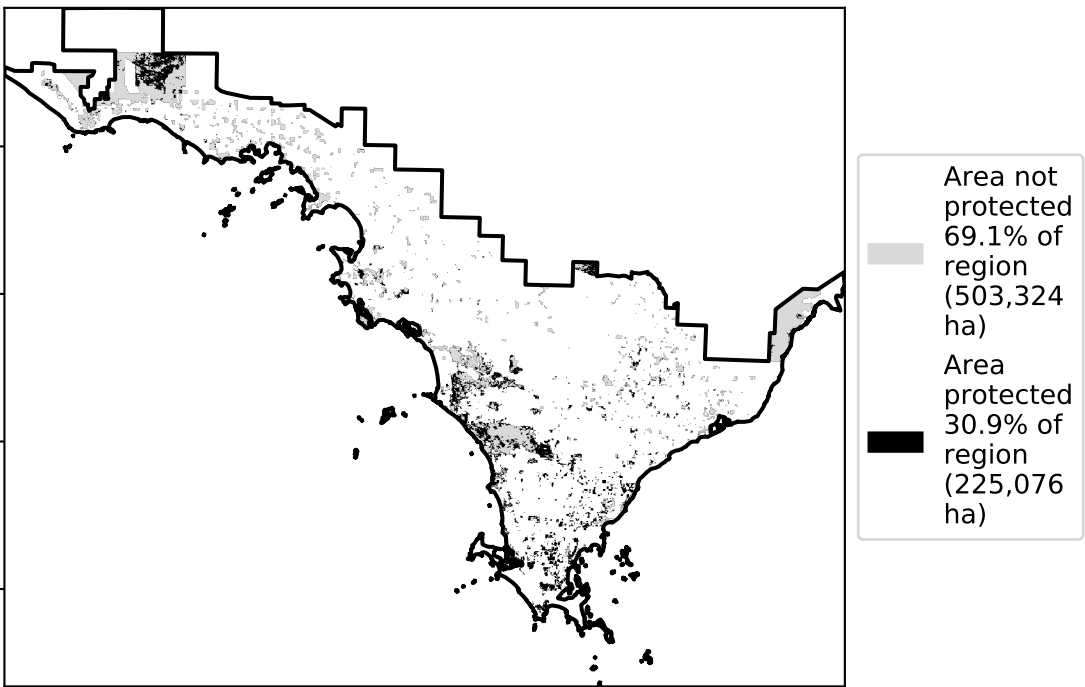 Area not
protected
69.1% of
region
(503,324
ha)
Area
protected
30.9% of
region
(225,076
ha)